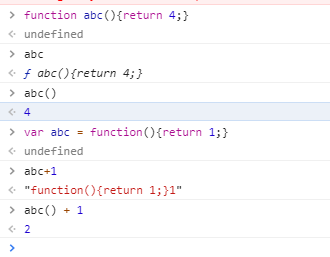 > function abc(){return 4;}
< undefined
> abc
< ƒ abc(){return 4;}
> abc()
< 4
> var abc = function(){return 1;}
< undefined
> abc+1
< "function(){return 1;}1"
> abc() + 1
< 2
>